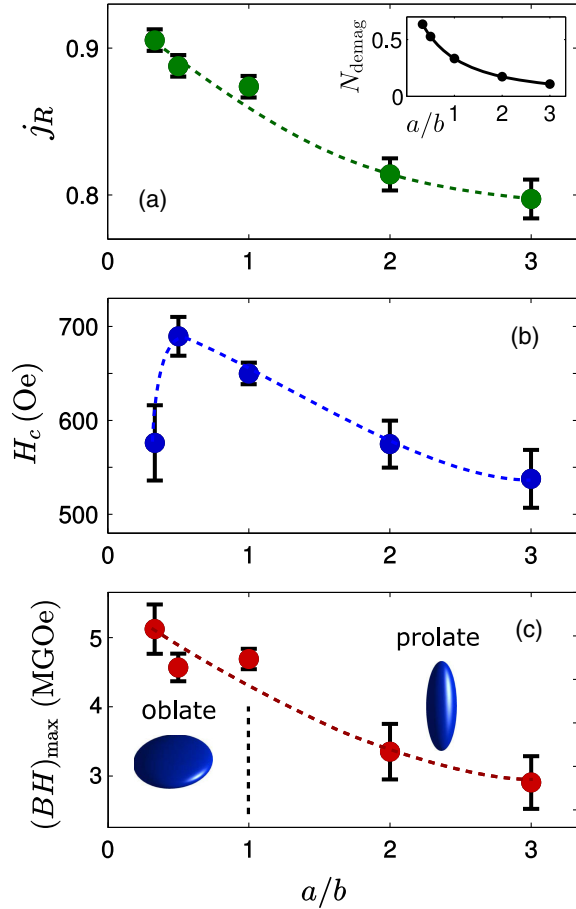 0.9
0.8
j_R
(a)
0 1 2 3
0.5
0
N_demag
a/b 1 2 3
700
600
500
H_c (Oe)
(b)
0 1 2 3
5
4
3
(BH)_max (MGOe)
(c)
prolate
oblate
0 1 2 3
a/b